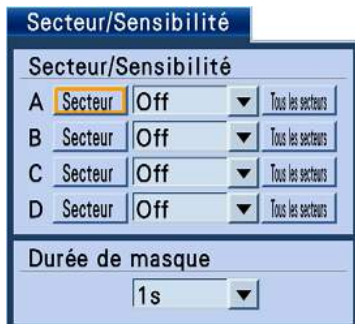 Secteur/Sensibilité
Secteur/Sensibilité
A Secteur Off Tous les secteurs
B Secteur Off Tous les secteurs
C Secteur Off Tous les secteurs
D Secteur Off Tous les secteurs
Durée de masque
1s